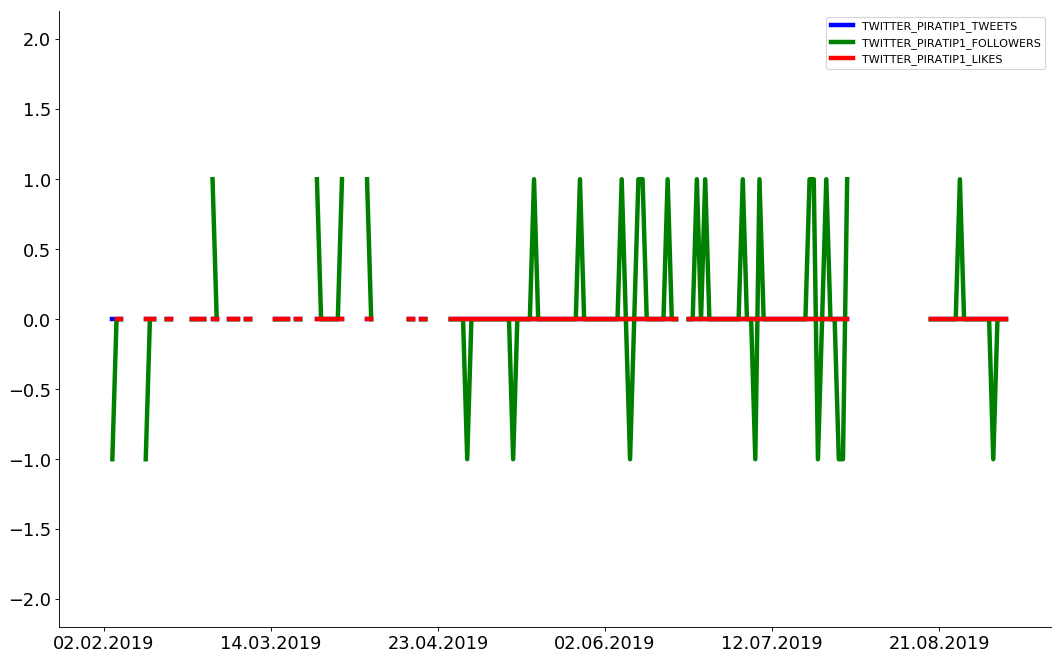 TWITTER_PIRATIP1_TWEETS
TWITTER_PIRATIP1_FOLLOWERS
TWITTER_PIRATIP1_LIKES
2.0
1.5
1.0
0.5
0.0
−0.5
−1.0
−1.5
−2.0
02.02.2019 14.03.2019 23.04.2019 02.06.2019 12.07.2019 21.08.2019